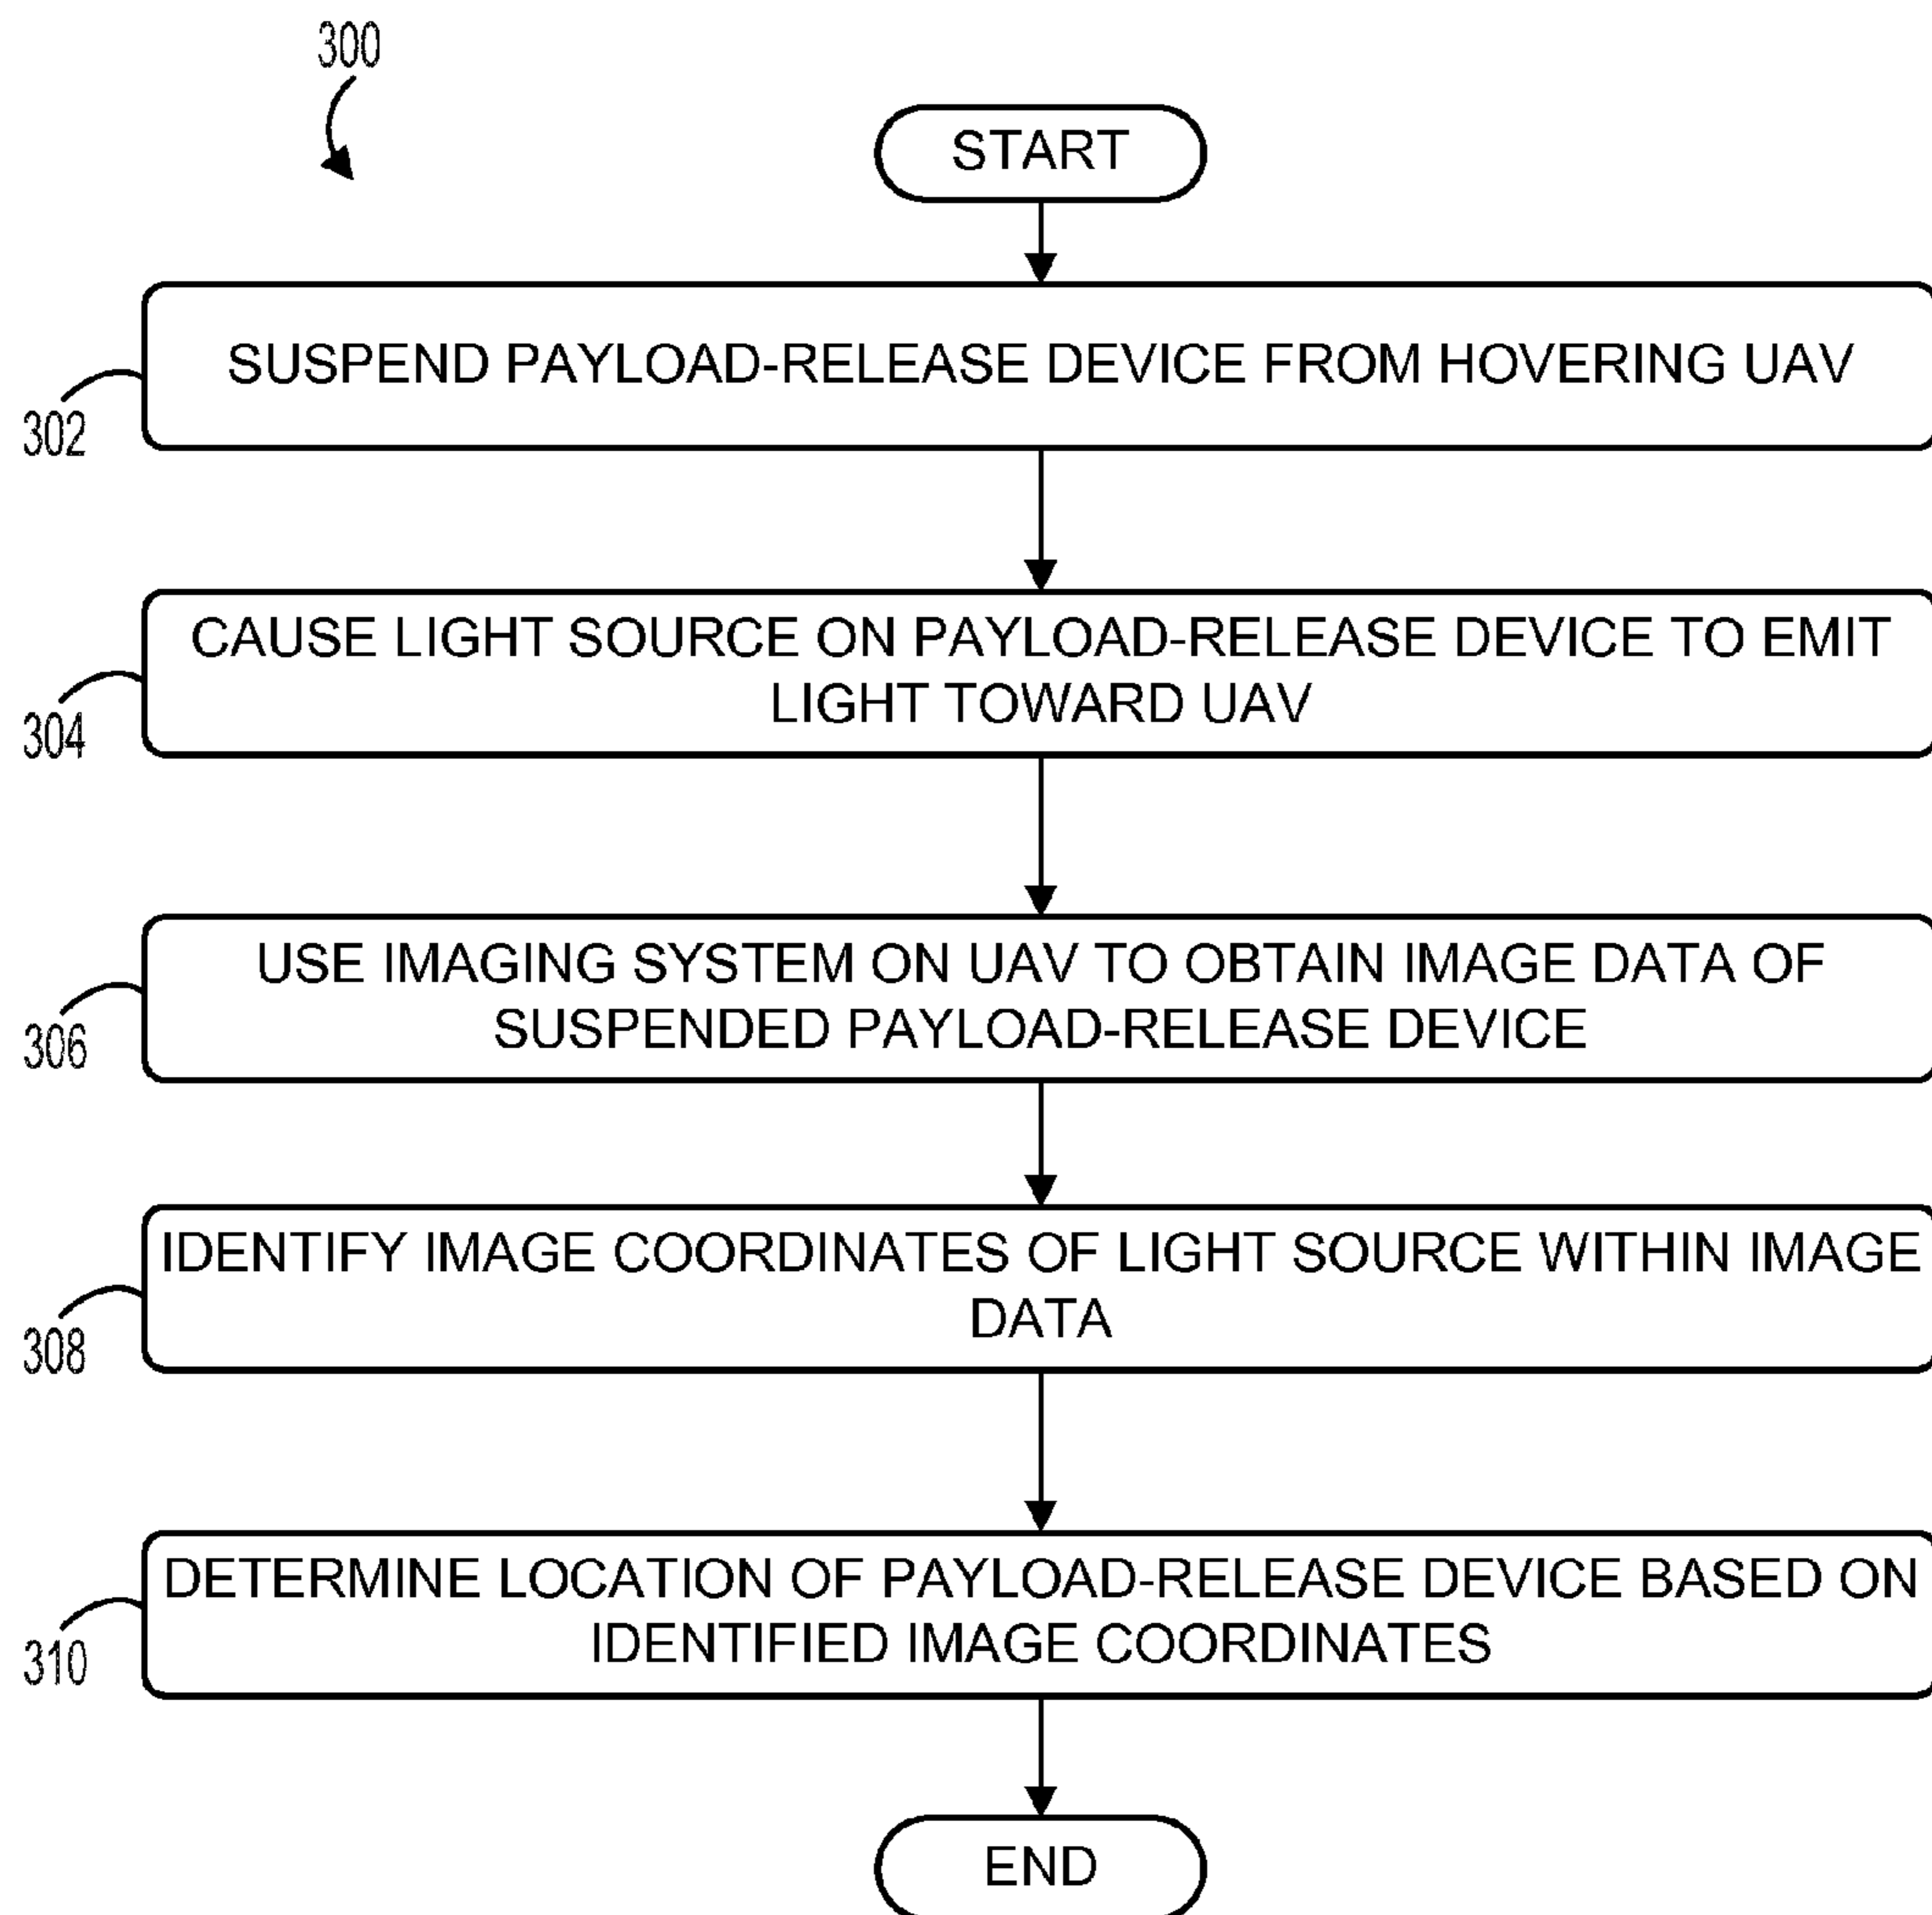 300
START
SUSPEND PAYLOAD-RELEASE DEVICE FROM HOVERING UAV
302
CAUSE LIGHT SOURCE ON PAYLOAD-RELEASE DEVICE TO EMIT
LIGHT TOWARD UAV
304
USE IMAGING SYSTEM ON UAV TO OBTAIN IMAGE DATA OF
SUSPENDED PAYLOAD-RELEASE DEVICE
306
IDENTIFY IMAGE COORDINATES OF LIGHT SOURCE WITHIN IMAGE
DATA
308
DETERMINE LOCATION OF PAYLOAD-RELEASE DEVICE BASED ON
IDENTIFIED IMAGE COORDINATES
310
END